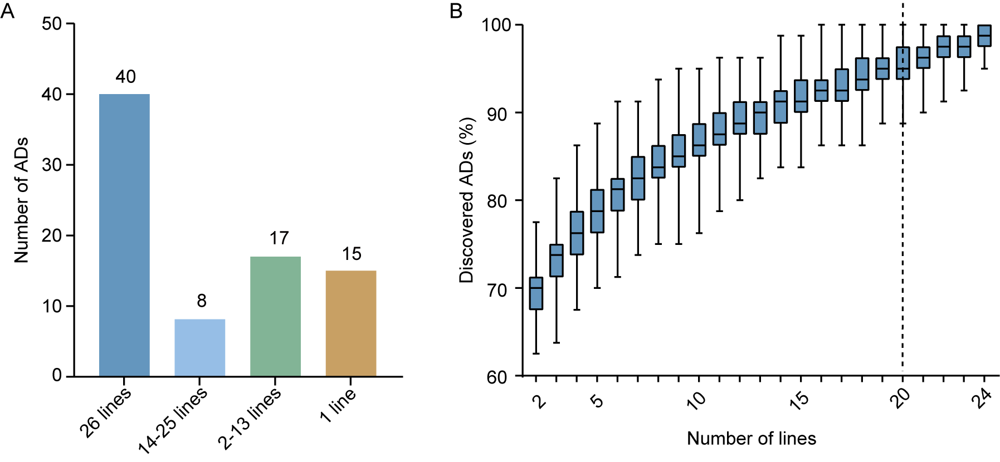 A
50
40
30
20
10
0
Number of ADs
40
8
17
15
26 lines
14-25 lines
2-13 lines
1 line
B
100
90
80
70
60
Discovered ADs (%)
2
5
10
15
20
24
Number of lines